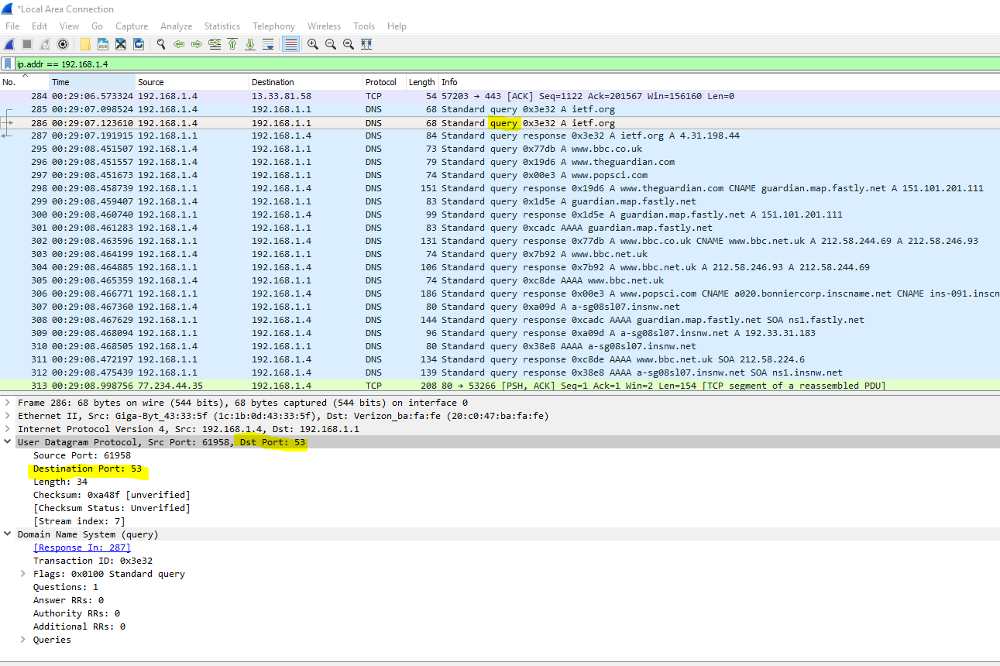 *Local Area Connection
File Edit View Go Capture Analyze Statistics Telephony Wireless Tools Help
ip.addr == 192.168.1.4
No. Time Source Destination Protocol Length Info
284 00:29:06.573324 192.168.1.4 13.33.81.58 TCP 54 57203 → 443 [ACK] Seq=1122 Ack=201567 Win=156160 Len=0
285 00:29:07.098524 192.168.1.4 192.168.1.1 DNS 68 Standard query 0x3e32 A ietf.org
286 00:29:07.123610 192.168.1.4 192.168.1.1 DNS 68 Standard query 0x3e32 A ietf.org
287 00:29:07.191915 192.168.1.1 192.168.1.4 DNS 84 Standard query response 0x3e32 A ietf.org A 4.31.198.44
295 00:29:08.451507 192.168.1.4 192.168.1.1 DNS 73 Standard query 0x77db A www.bbc.co.uk
296 00:29:08.451557 192.168.1.4 192.168.1.1 DNS 79 Standard query 0x19d6 A www.theguardian.com
297 00:29:08.451673 192.168.1.4 192.168.1.1 DNS 74 Standard query 0x00e3 A www.popsci.com
298 00:29:08.458739 192.168.1.1 192.168.1.4 DNS 151 Standard query response 0x19d6 A www.theguardian.com CNAME guardian.map.fastly.net A 151.101.201.111
299 00:29:08.459407 192.168.1.4 192.168.1.1 DNS 83 Standard query 0x1d5e A guardian.map.fastly.net
300 00:29:08.460740 192.168.1.1 192.168.1.4 DNS 99 Standard query response 0x1d5e A guardian.map.fastly.net A 151.101.201.111
301 00:29:08.461283 192.168.1.4 192.168.1.1 DNS 83 Standard query 0xcadc AAAA guardian.map.fastly.net
302 00:29:08.463596 192.168.1.1 192.168.1.4 DNS 131 Standard query response 0x77db A www.bbc.co.uk CNAME www.bbc.net.uk A 212.58.244.69 A 212.58.246.93
303 00:29:08.464199 192.168.1.4 192.168.1.1 DNS 74 Standard query 0x7b92 A www.bbc.net.uk
304 00:29:08.464885 192.168.1.1 192.168.1.4 DNS 106 Standard query response 0x7b92 A www.bbc.net.uk A 212.58.246.93 A 212.58.244.69
305 00:29:08.465359 192.168.1.4 192.168.1.1 DNS 74 Standard query 0xc8de AAAA www.bbc.net.uk
306 00:29:08.466771 192.168.1.1 192.168.1.4 DNS 186 Standard query response 0x00e3 A www.popsci.com CNAME a020.bonniercorp.inscname.net CNAME ins-091.inscn
307 00:29:08.467360 192.168.1.4 192.168.1.1 DNS 80 Standard query 0xa09d A a-sg08sl07.insnw.net
308 00:29:08.467629 192.168.1.1 192.168.1.4 DNS 144 Standard query response 0xcadc AAAA guardian.map.fastly.net SOA ns1.fastly.net
309 00:29:08.468094 192.168.1.1 192.168.1.4 DNS 96 Standard query response 0xa09d A a-sg08sl07.insnw.net A 192.33.31.183
310 00:29:08.468505 192.168.1.4 192.168.1.1 DNS 80 Standard query 0x38e8 AAAA a-sg08sl07.insnw.net
311 00:29:08.472197 192.168.1.1 192.168.1.4 DNS 134 Standard query response 0xc8de AAAA www.bbc.net.uk SOA 212.58.224.6
312 00:29:08.475439 192.168.1.1 192.168.1.4 DNS 139 Standard query response 0x38e8 AAAA a-sg08sl07.insnw.net SOA ns1.insnw.net
313 00:29:08.998756 77.234.44.35 192.168.1.4 TCP 208 80 → 53266 [PSH, ACK] Seq=1 Ack=1 Win=2 Len=154 [TCP segment of a reassembled PDU]
Frame 286: 68 bytes on wire (544 bits), 68 bytes captured (544 bits) on interface 0
Ethernet II, Src: Giga-Byt_43:33:5f (1c:1b:0d:43:33:5f), Dst: Verizon_ba:fa:fe (20:c0:47:ba:fa:fe)
Internet Protocol Version 4, Src: 192.168.1.4, Dst: 192.168.1.1
User Datagram Protocol, Src Port: 61958, Dst Port: 53
Source Port: 61958
Destination Port: 53
Length: 34
Checksum: 0xa48f [unverified]
[Checksum Status: Unverified]
[Stream index: 7]
Domain Name System (query)
[Response In: 287]
Transaction ID: 0x3e32
Flags: 0x0100 Standard query
Questions: 1
Answer RRs: 0
Authority RRs: 0
Additional RRs: 0
Queries